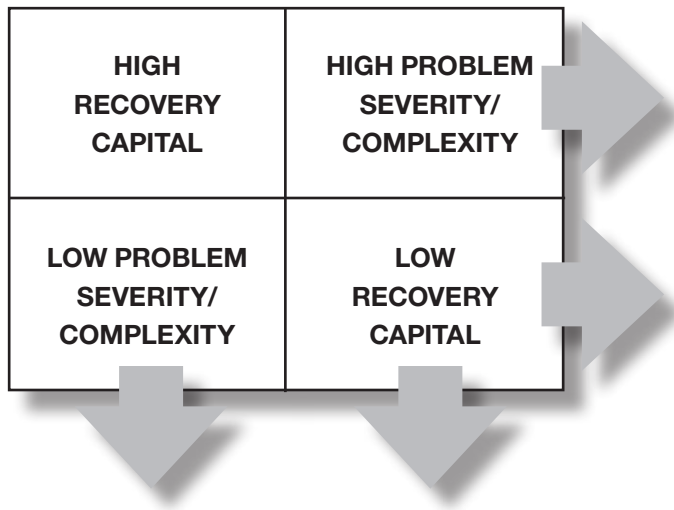 HIGH
RECOVERY
CAPITAL
HIGH PROBLEM
SEVERITY/
COMPLEXITY
LOW PROBLEM
SEVERITY/
COMPLEXITY
LOW
RECOVERY
CAPITAL